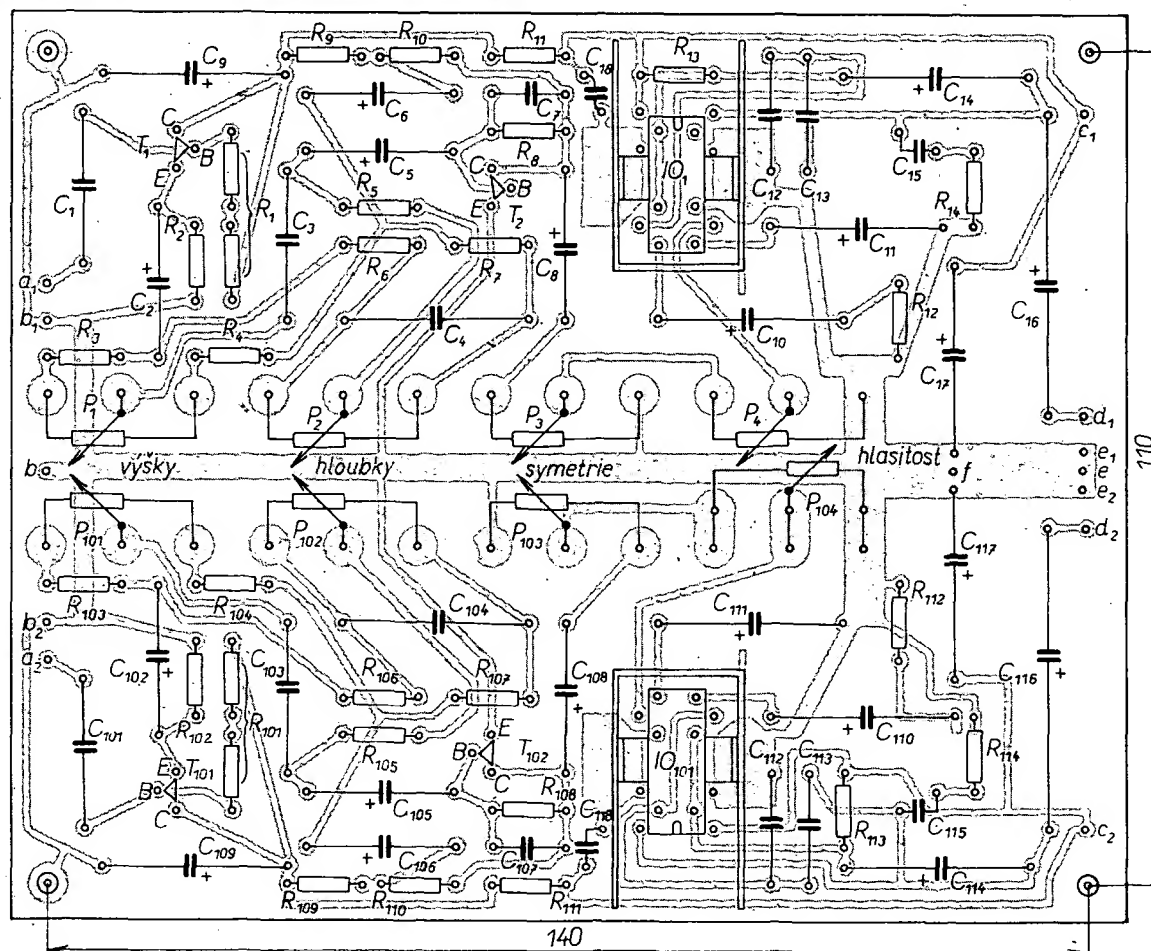 R9 R10 R11 C18 R13
C9 C6 C7 C14 c1
T1 C B E C5 R8 C B E T2 IO1 C12 C13 C15 R14
C1 R2 R1 C3 R5 R6 R7 C8 C11
a1 C2 C4 C10 R12 C16
b1 R3 R4 C17
P1 P2 P3 P4 d1
b výšky hloubky symetrie hlasitost f e1 e e2
110
P101 P102 P103 P104 d2
R103 R104 C104 C111 R112 C117
b2 a2 C102 C103 R106 R107 C108 C116
C101 R102 R101 R105 E B C T102 IO101 C112 C113 C110 R114
E B C T101 C105 R108 C118 R113 C115 c2
C109 C106 C107 C114
R109 R110 R111
140